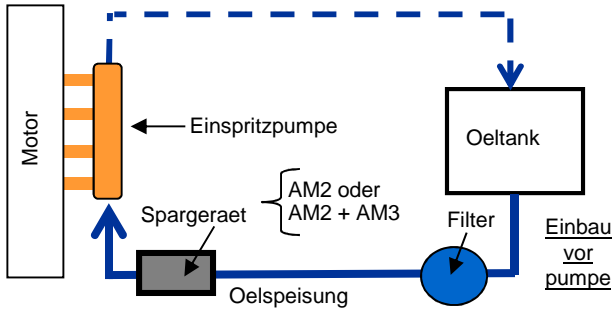 Motor
Einspritzpumpe
Oeltank
AM2 oder
AM2 + AM3
Spargeraet
Filter
Einbau
vor
pumpe
Oelspeisung